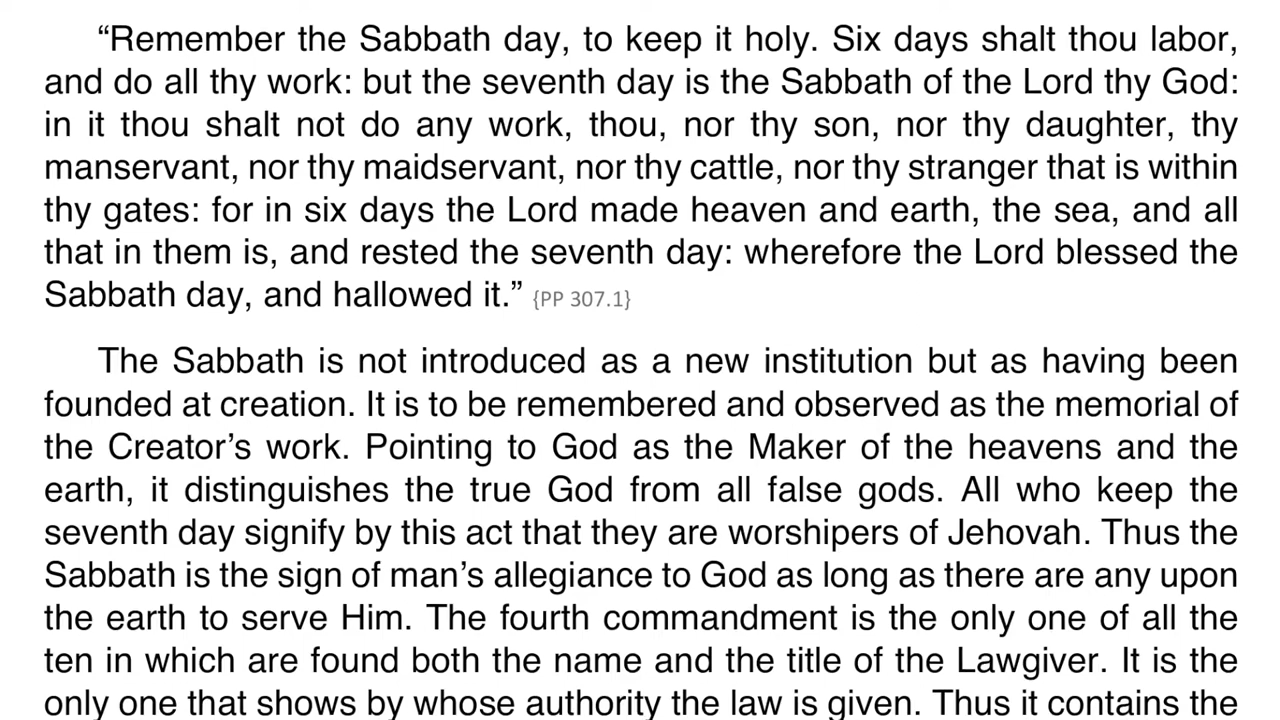 “Remember the Sabbath day, to keep it holy. Six days shalt thou labor,
and do all thy work: but the seventh day is the Sabbath of the Lord thy God:
in it thou shalt not do any work, thou, nor thy son, nor thy daughter, thy
manservant, nor thy maidservant, nor thy cattle, nor thy stranger that is within
thy gates: for in six days the Lord made heaven and earth, the sea, and all
that in them is, and rested the seventh day: wherefore the Lord blessed the
Sabbath day, and hallowed it.” {PP 307.1}
The Sabbath is not introduced as a new institution but as having been
founded at creation. It is to be remembered and observed as the memorial of
the Creator’s work. Pointing to God as the Maker of the heavens and the
earth, it distinguishes the true God from all false gods. All who keep the
seventh day signify by this act that they are worshipers of Jehovah. Thus the
Sabbath is the sign of man’s allegiance to God as long as there are any upon
the earth to serve Him. The fourth commandment is the only one of all the
ten in which are found both the name and the title of the Lawgiver. It is the
only one that shows by whose authority the law is given. Thus it contains the